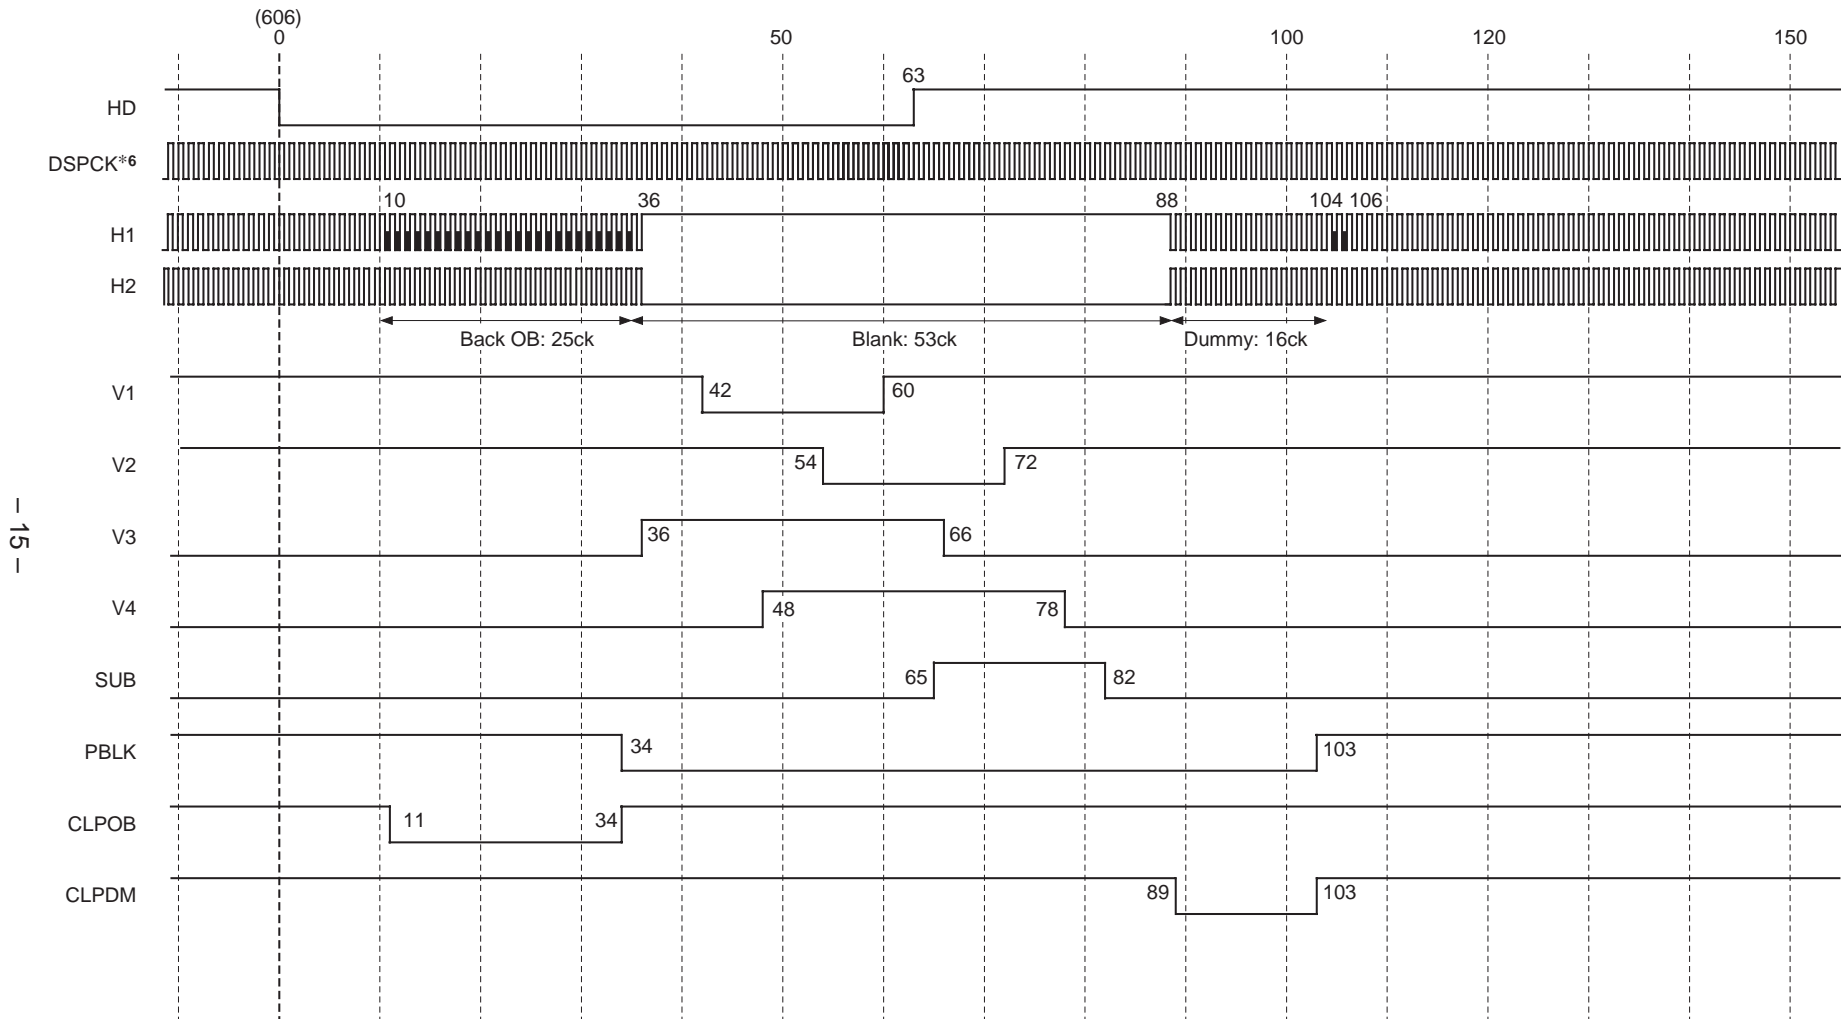 (606)
0 50 100 120 150
HD 63
DSPCK*6
H1 10 36 88 104 106
H2
Back OB: 25ck Blank: 53ck Dummy: 16ck
V1 42 60
V2 54 72
V3 36 66
V4 48 78
SUB 65 82
PBLK 34 103
CLPOB 11 34
CLPDM 89 103
– 15 –